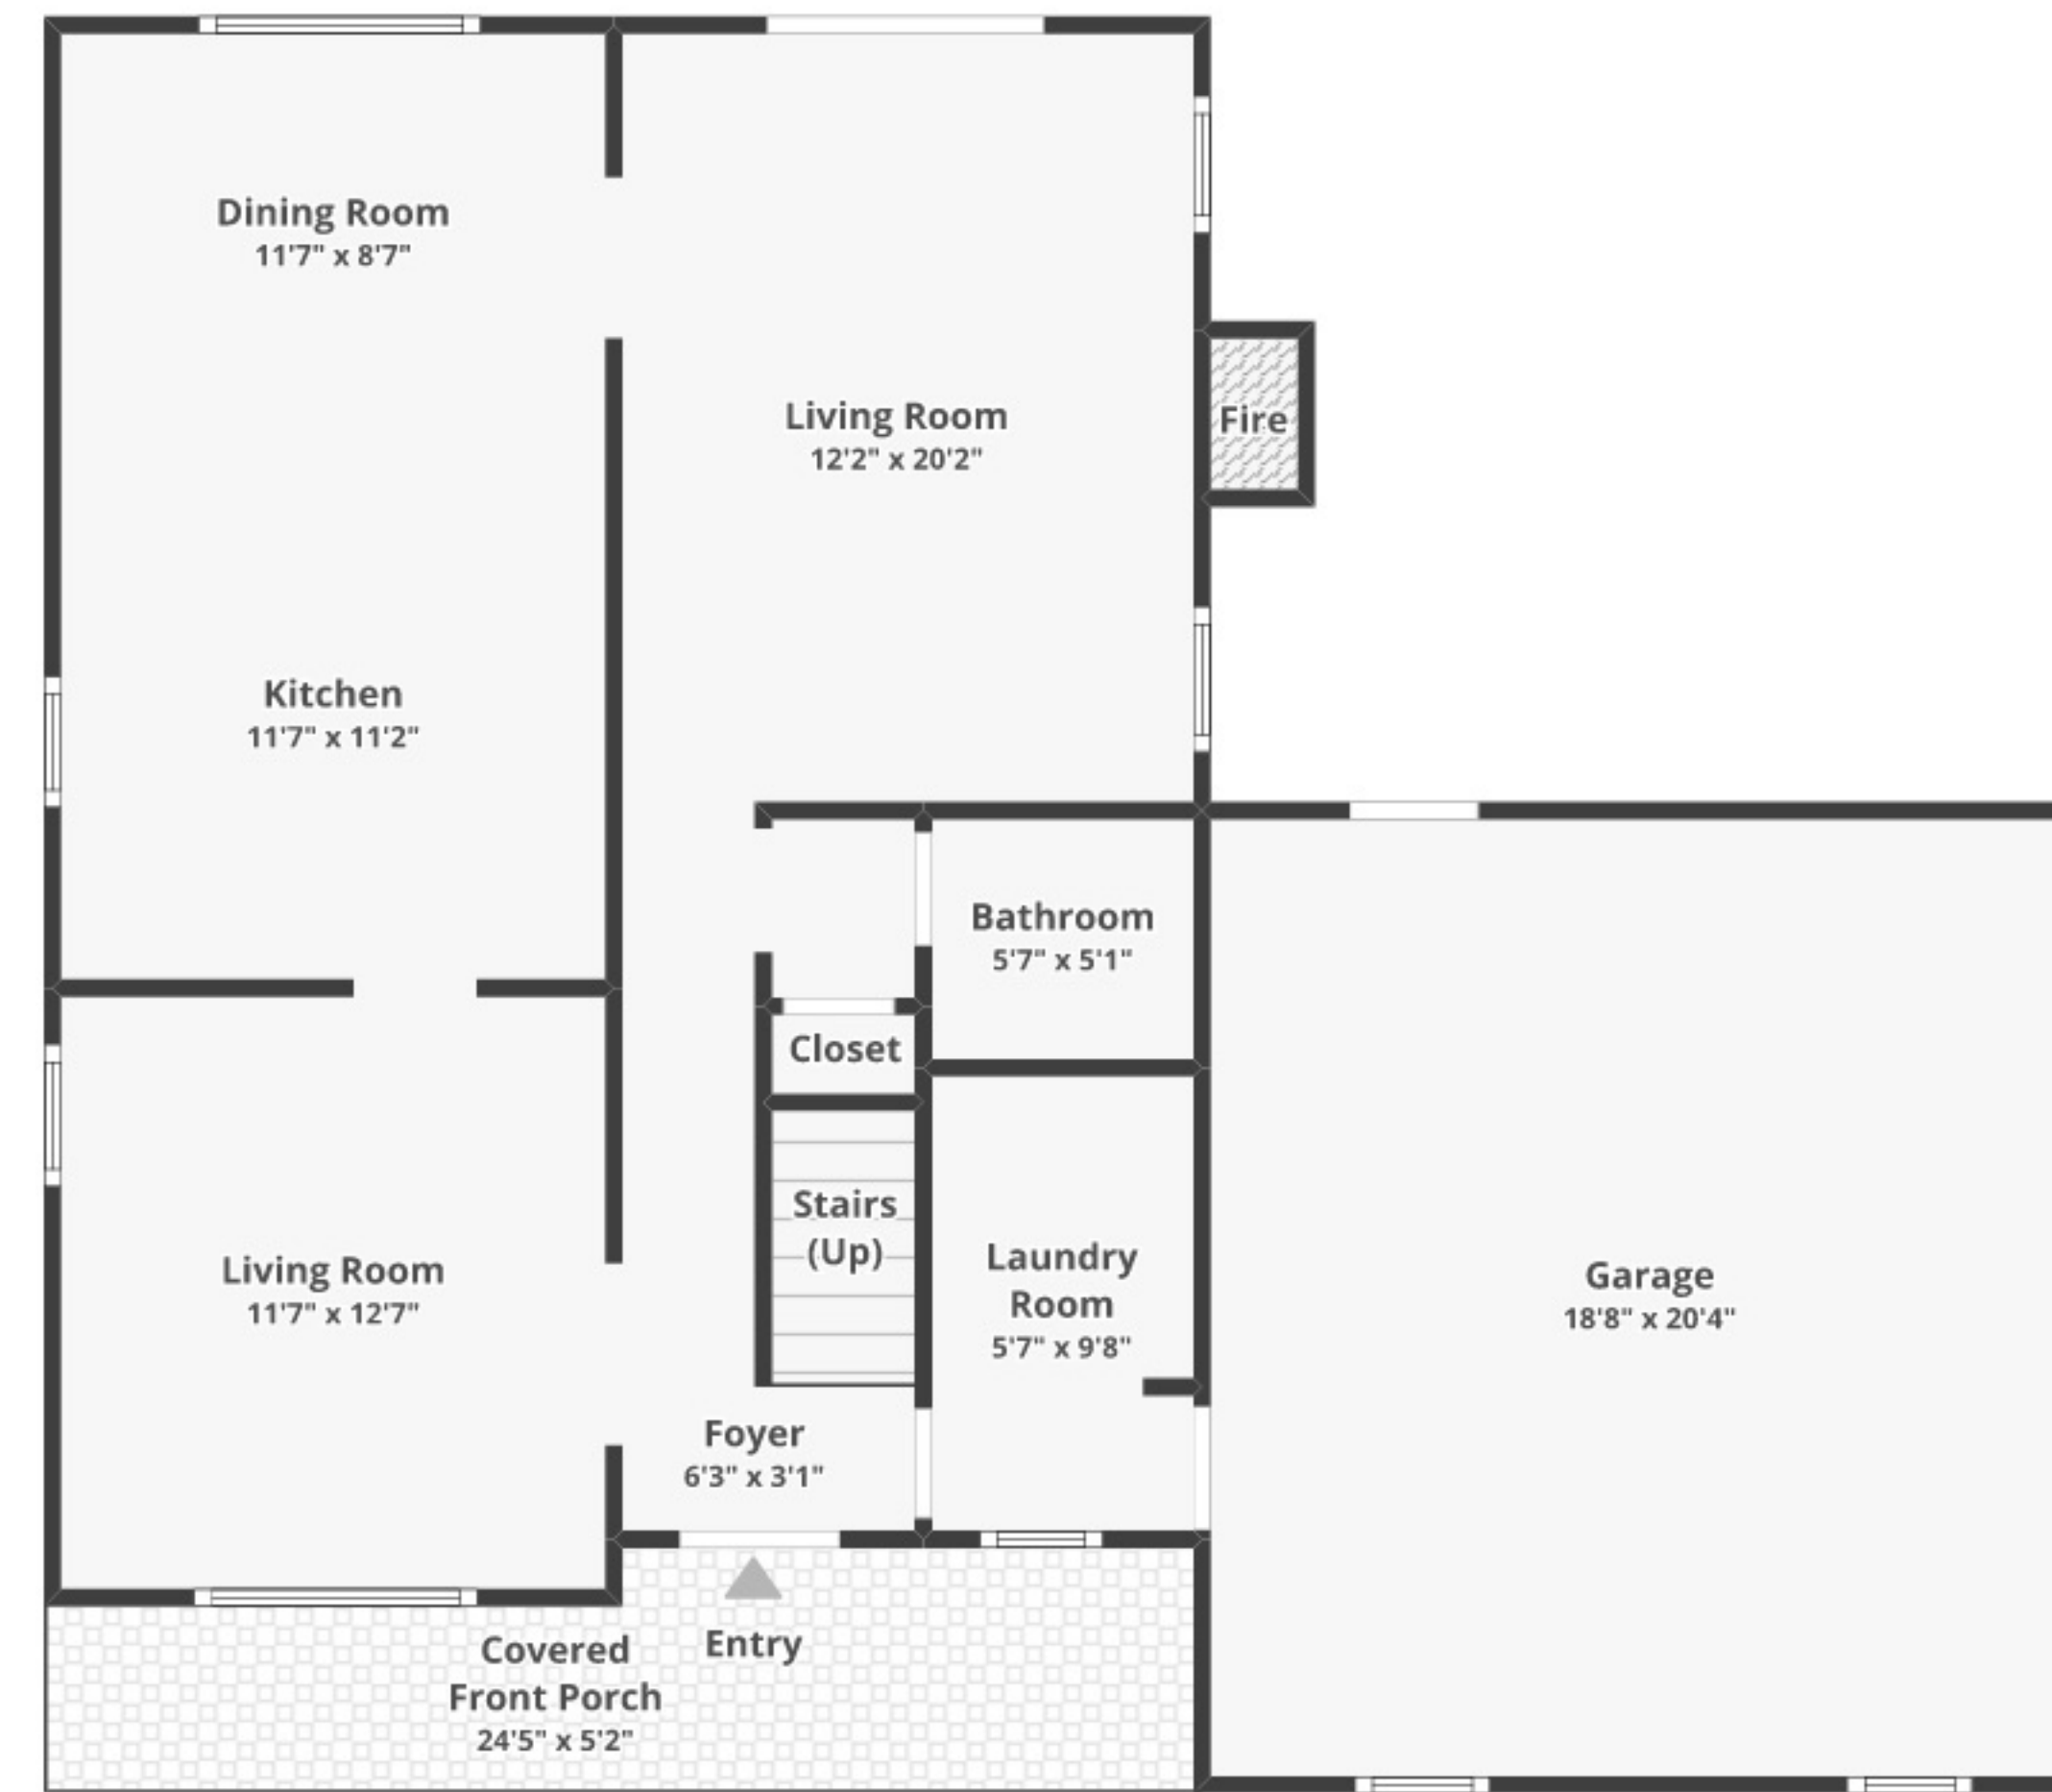 Dining Room
11'7" x 8'7"
Living Room
12'2" x 20'2"
Fire
Kitchen
11'7" x 11'2"
Bathroom
5'7" x 5'1"
Closet
Stairs
(Up)
Living Room
11'7" x 12'7"
Laundry
Room
5'7" x 9'8"
Garage
18'8" x 20'4"
Foyer
6'3" x 3'1"
Entry
Covered
Front Porch
24'5" x 5'2"